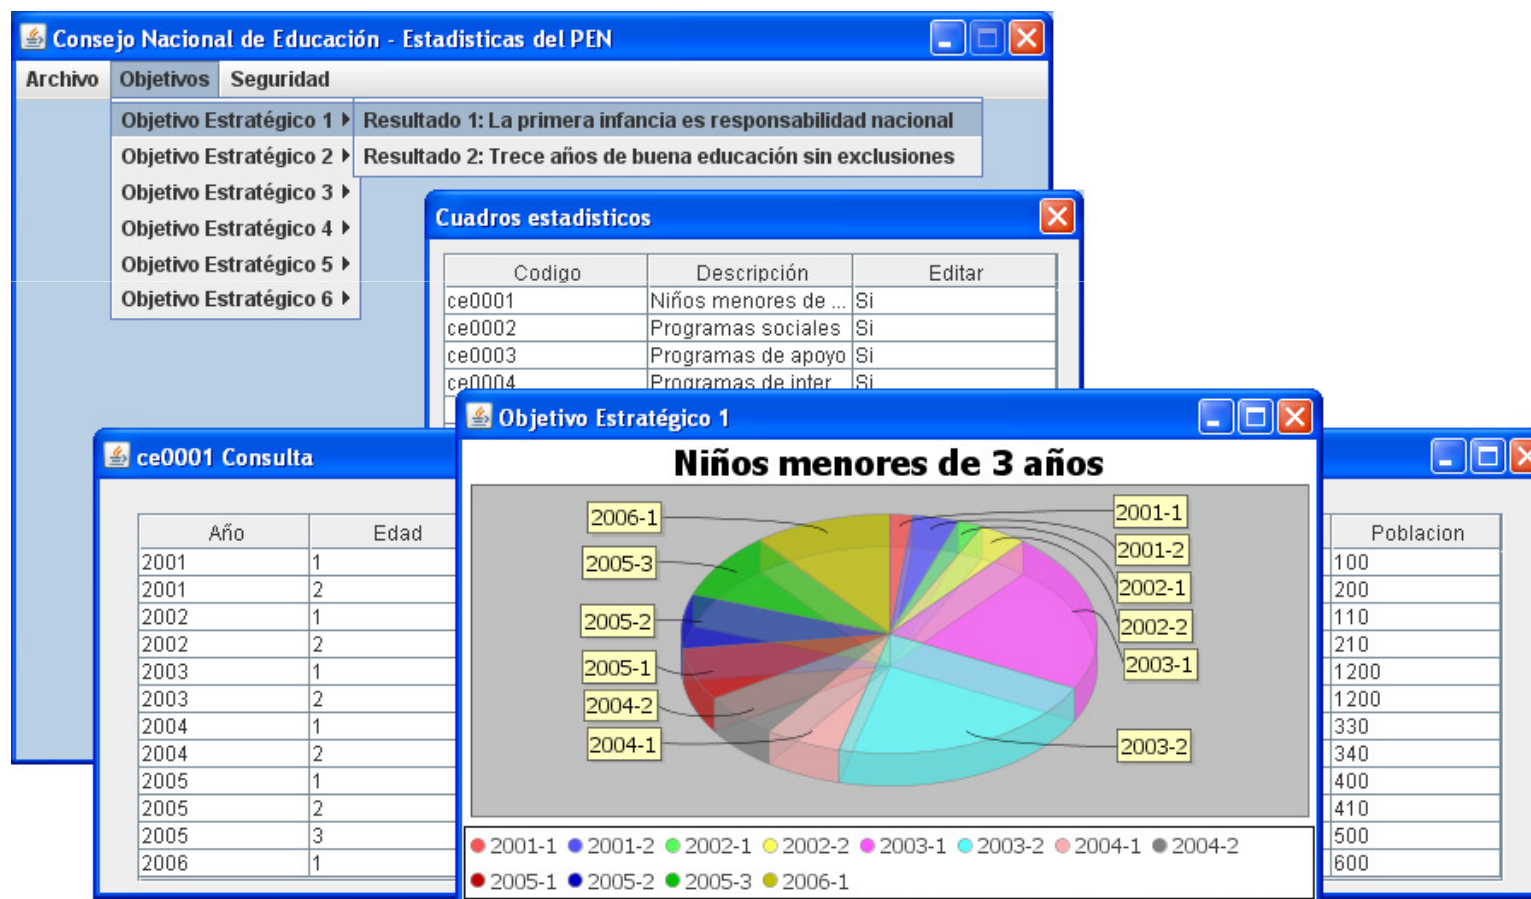 Consejo Nacional de Educación - Estadisticas del PEN
Archivo Objetivos Seguridad
Objetivo Estratégico 1 Resultado 1: La primera infancia es responsabilidad nacional
Objetivo Estratégico 2 Resultado 2: Trece años de buena educación sin exclusiones
Objetivo Estratégico 3
Objetivo Estratégico 4
Objetivo Estratégico 5
Objetivo Estratégico 6
Cuadros estadisticos
Codigo Descripción Editar
ce0001 Niños menores de ... Si
ce0002 Programas sociales Si
ce0003 Programas de apoyo Si
ce0004 Programas de inter Si
Objetivo Estratégico 1
Niños menores de 3 años
2006-1
2005-3
2005-2
2005-1
2004-2
2004-1
2001-1
2001-2
2002-1
2002-2
2003-1
2003-2
2001-1 2001-2 2002-1 2002-2 2003-1 2003-2 2004-1 2004-2
2005-1 2005-2 2005-3 2006-1
ce0001 Consulta
Año Edad Poblacion
2001 1 100
2001 2 200
2002 1 110
2002 2 210
2003 1 1200
2003 2 1200
2004 1 330
2004 2 340
2005 1 400
2005 2 410
2005 3 500
2006 1 600